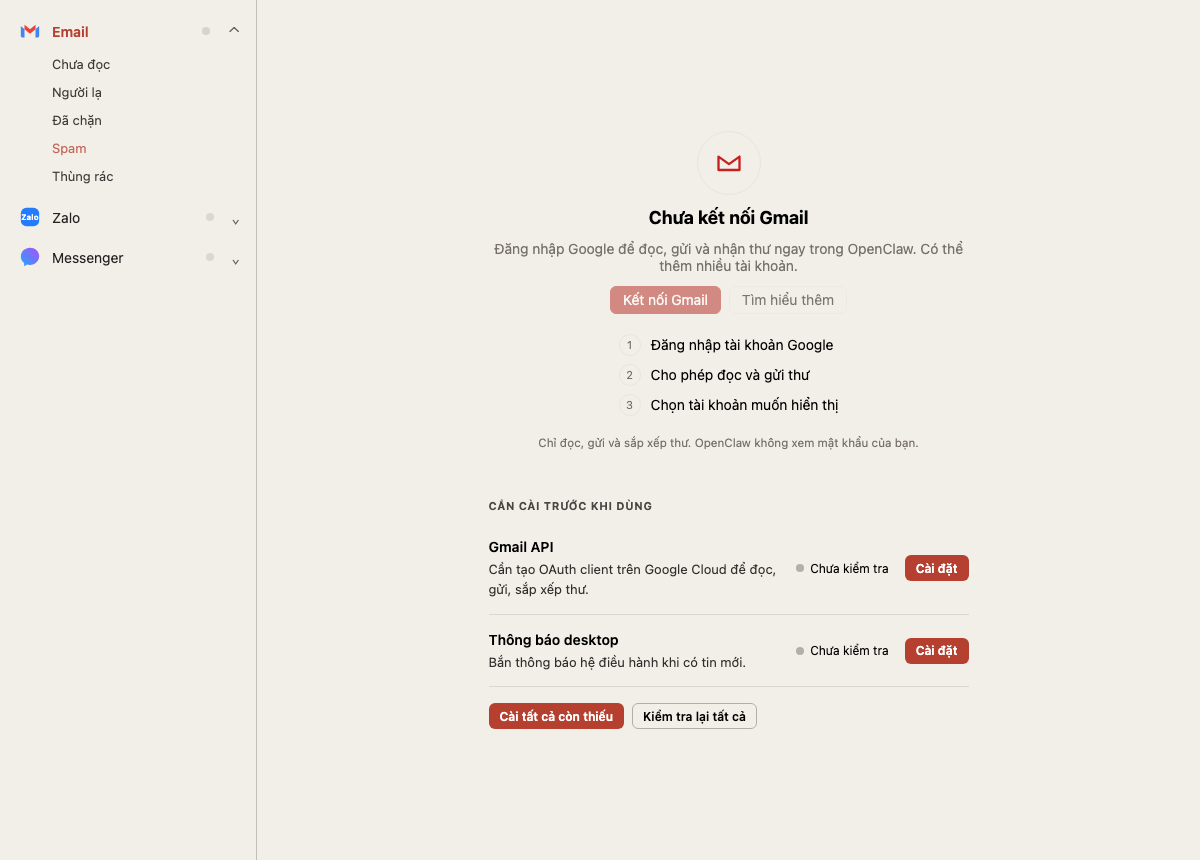 Email
Chưa đọc
Người lạ
Đã chặn
Spam
Thùng rác
Zalo
Zalo
Messenger
Chưa kết nối Gmail
Đăng nhập Google để đọc, gửi và nhận thư ngay trong OpenClaw. Có thể
thêm nhiều tài khoản.
Kết nối Gmail
Tìm hiểu thêm
1 Đăng nhập tài khoản Google
2 Cho phép đọc và gửi thư
3 Chọn tài khoản muốn hiển thị
Chỉ đọc, gửi và sắp xếp thư. OpenClaw không xem mật khẩu của bạn.
CẦN CÀI TRƯỚC KHI DÙNG
Gmail API
Cần tạo OAuth client trên Google Cloud để đọc,
gửi, sắp xếp thư.
Chưa kiểm tra
Cài đặt
Thông báo desktop
Bắn thông báo hệ điều hành khi có tin mới.
Chưa kiểm tra
Cài đặt
Cài tất cả còn thiếu
Kiểm tra lại tất cả